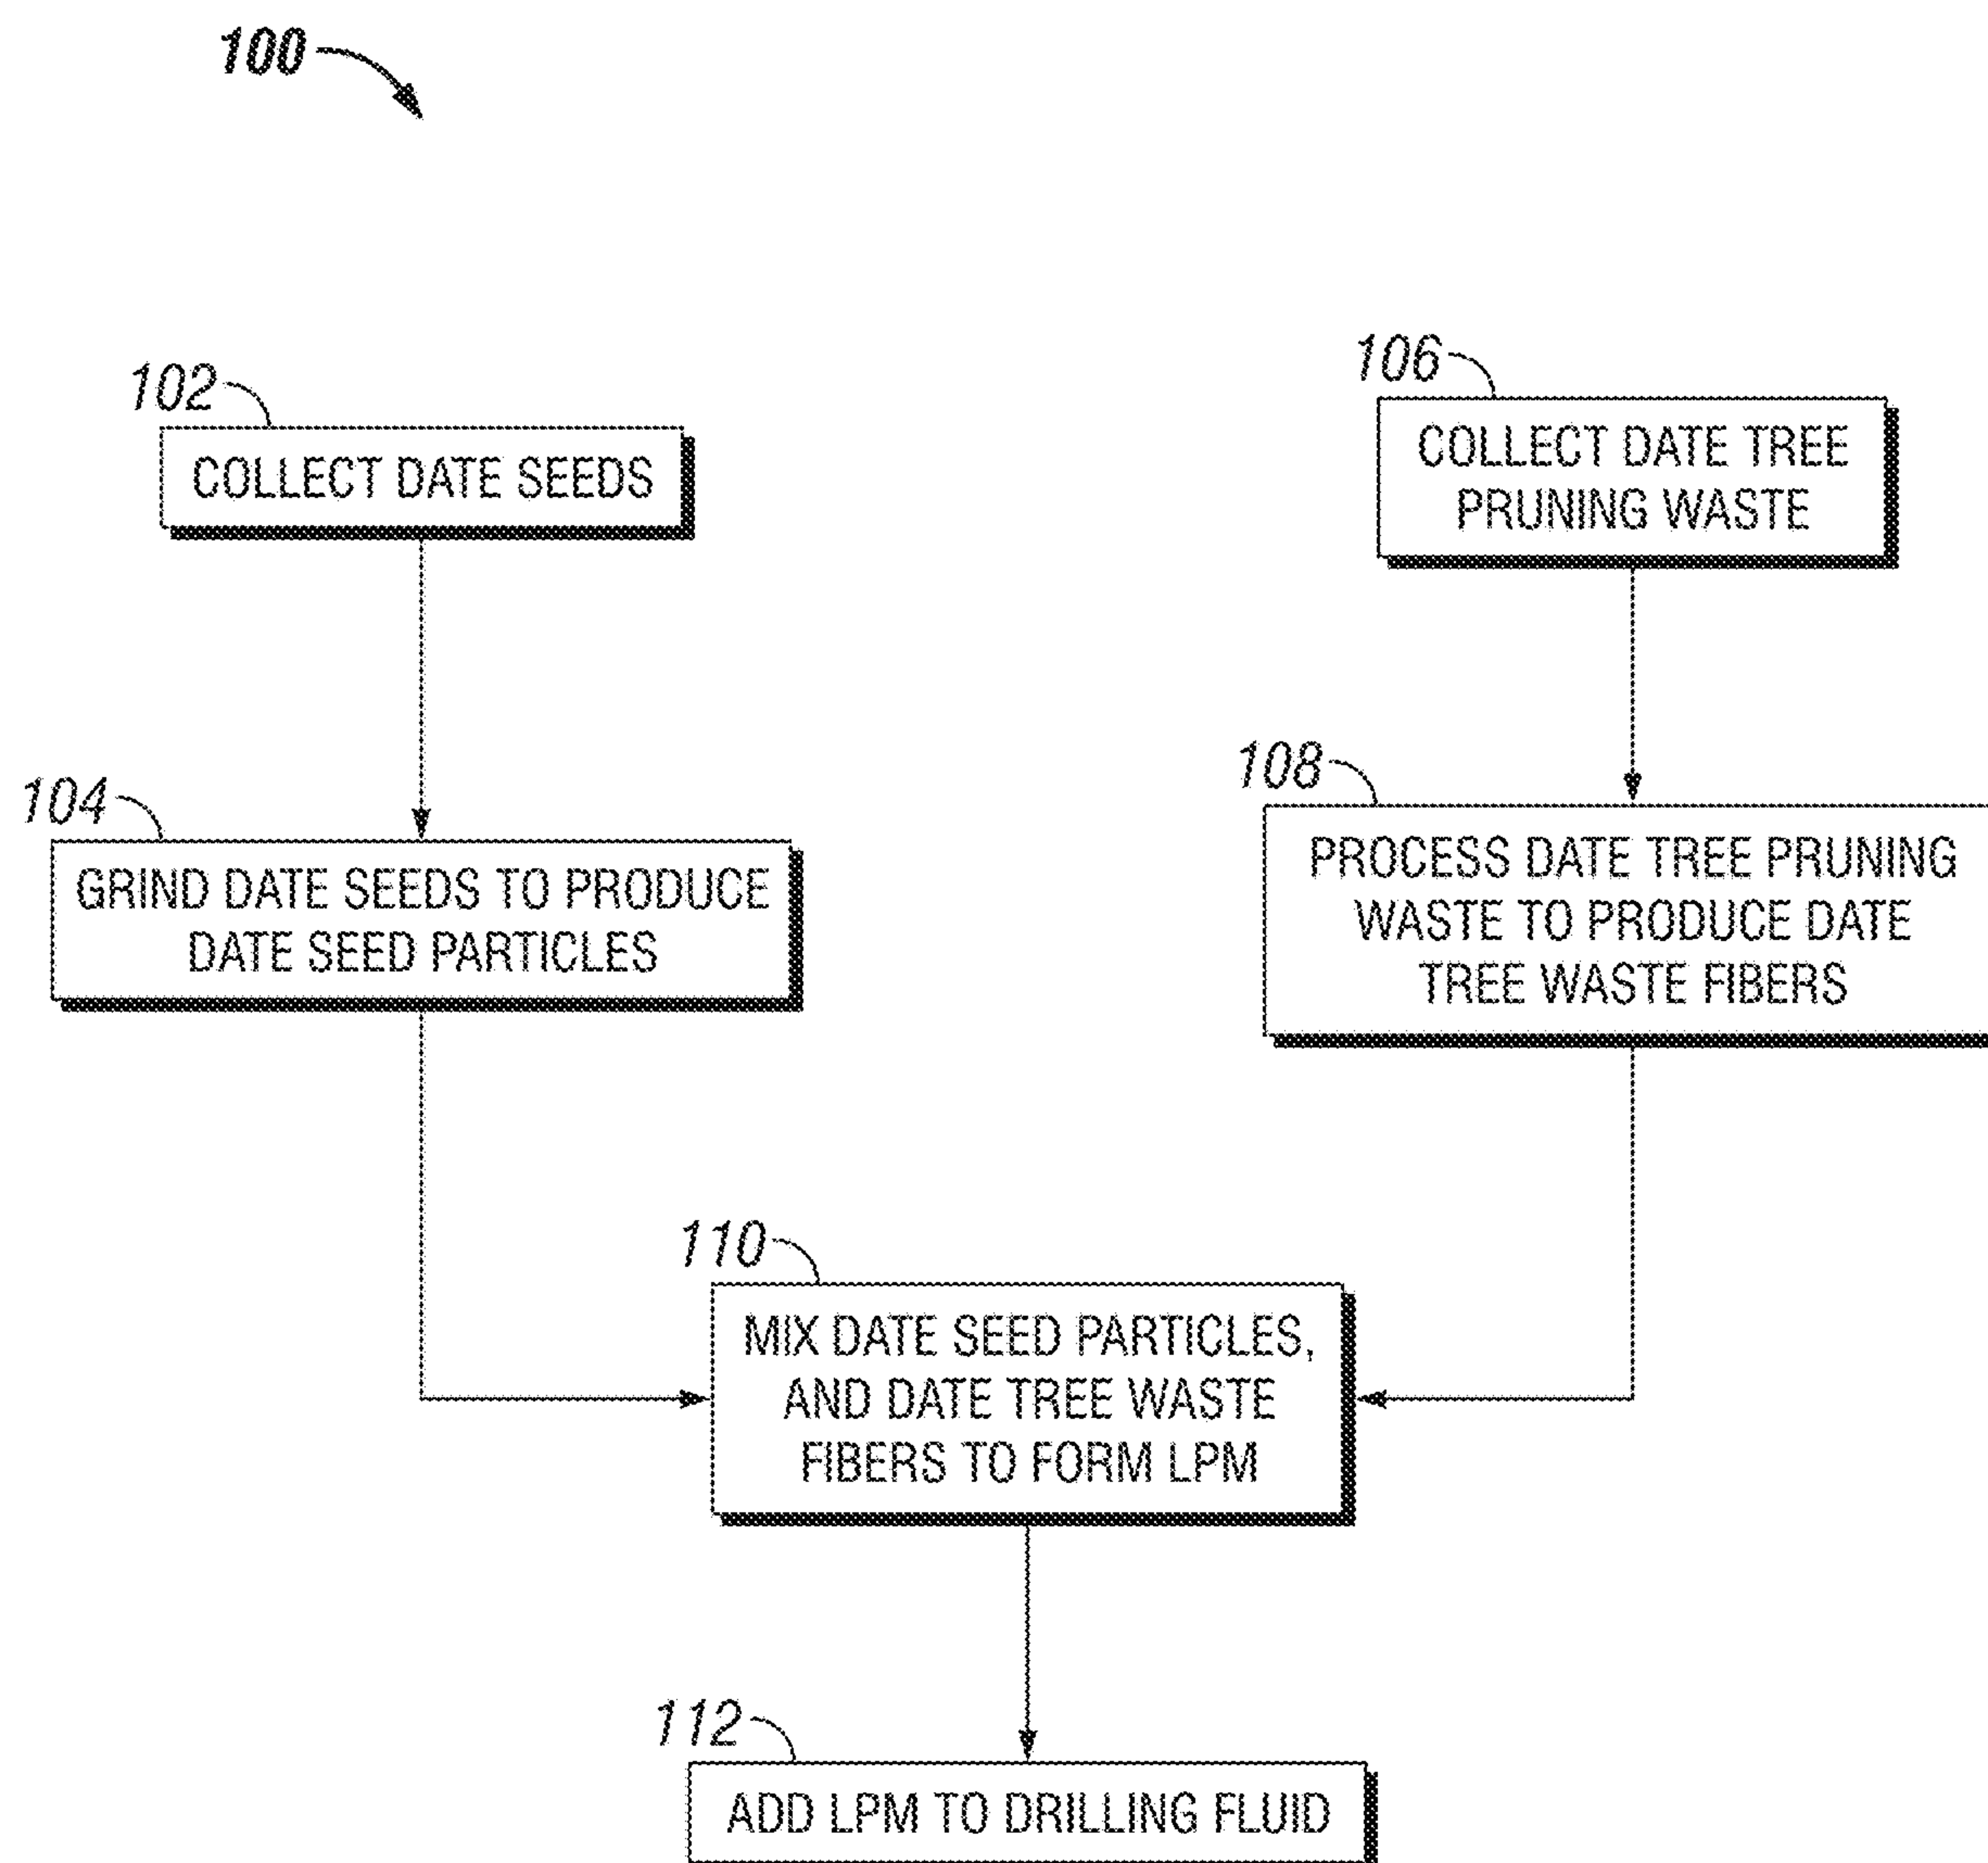 100
102
COLLECT DATE SEEDS
106
COLLECT DATE TREE
PRUNING WASTE
104
GRIND DATE SEEDS TO PRODUCE
DATE SEED PARTICLES
108
PROCESS DATE TREE PRUNING
WASTE TO PRODUCE DATE
TREE WASTE FIBERS
110
MIX DATE SEED PARTICLES,
AND DATE TREE WASTE
FIBERS TO FORM LPM
112
ADD LPM TO DRILLING FLUID